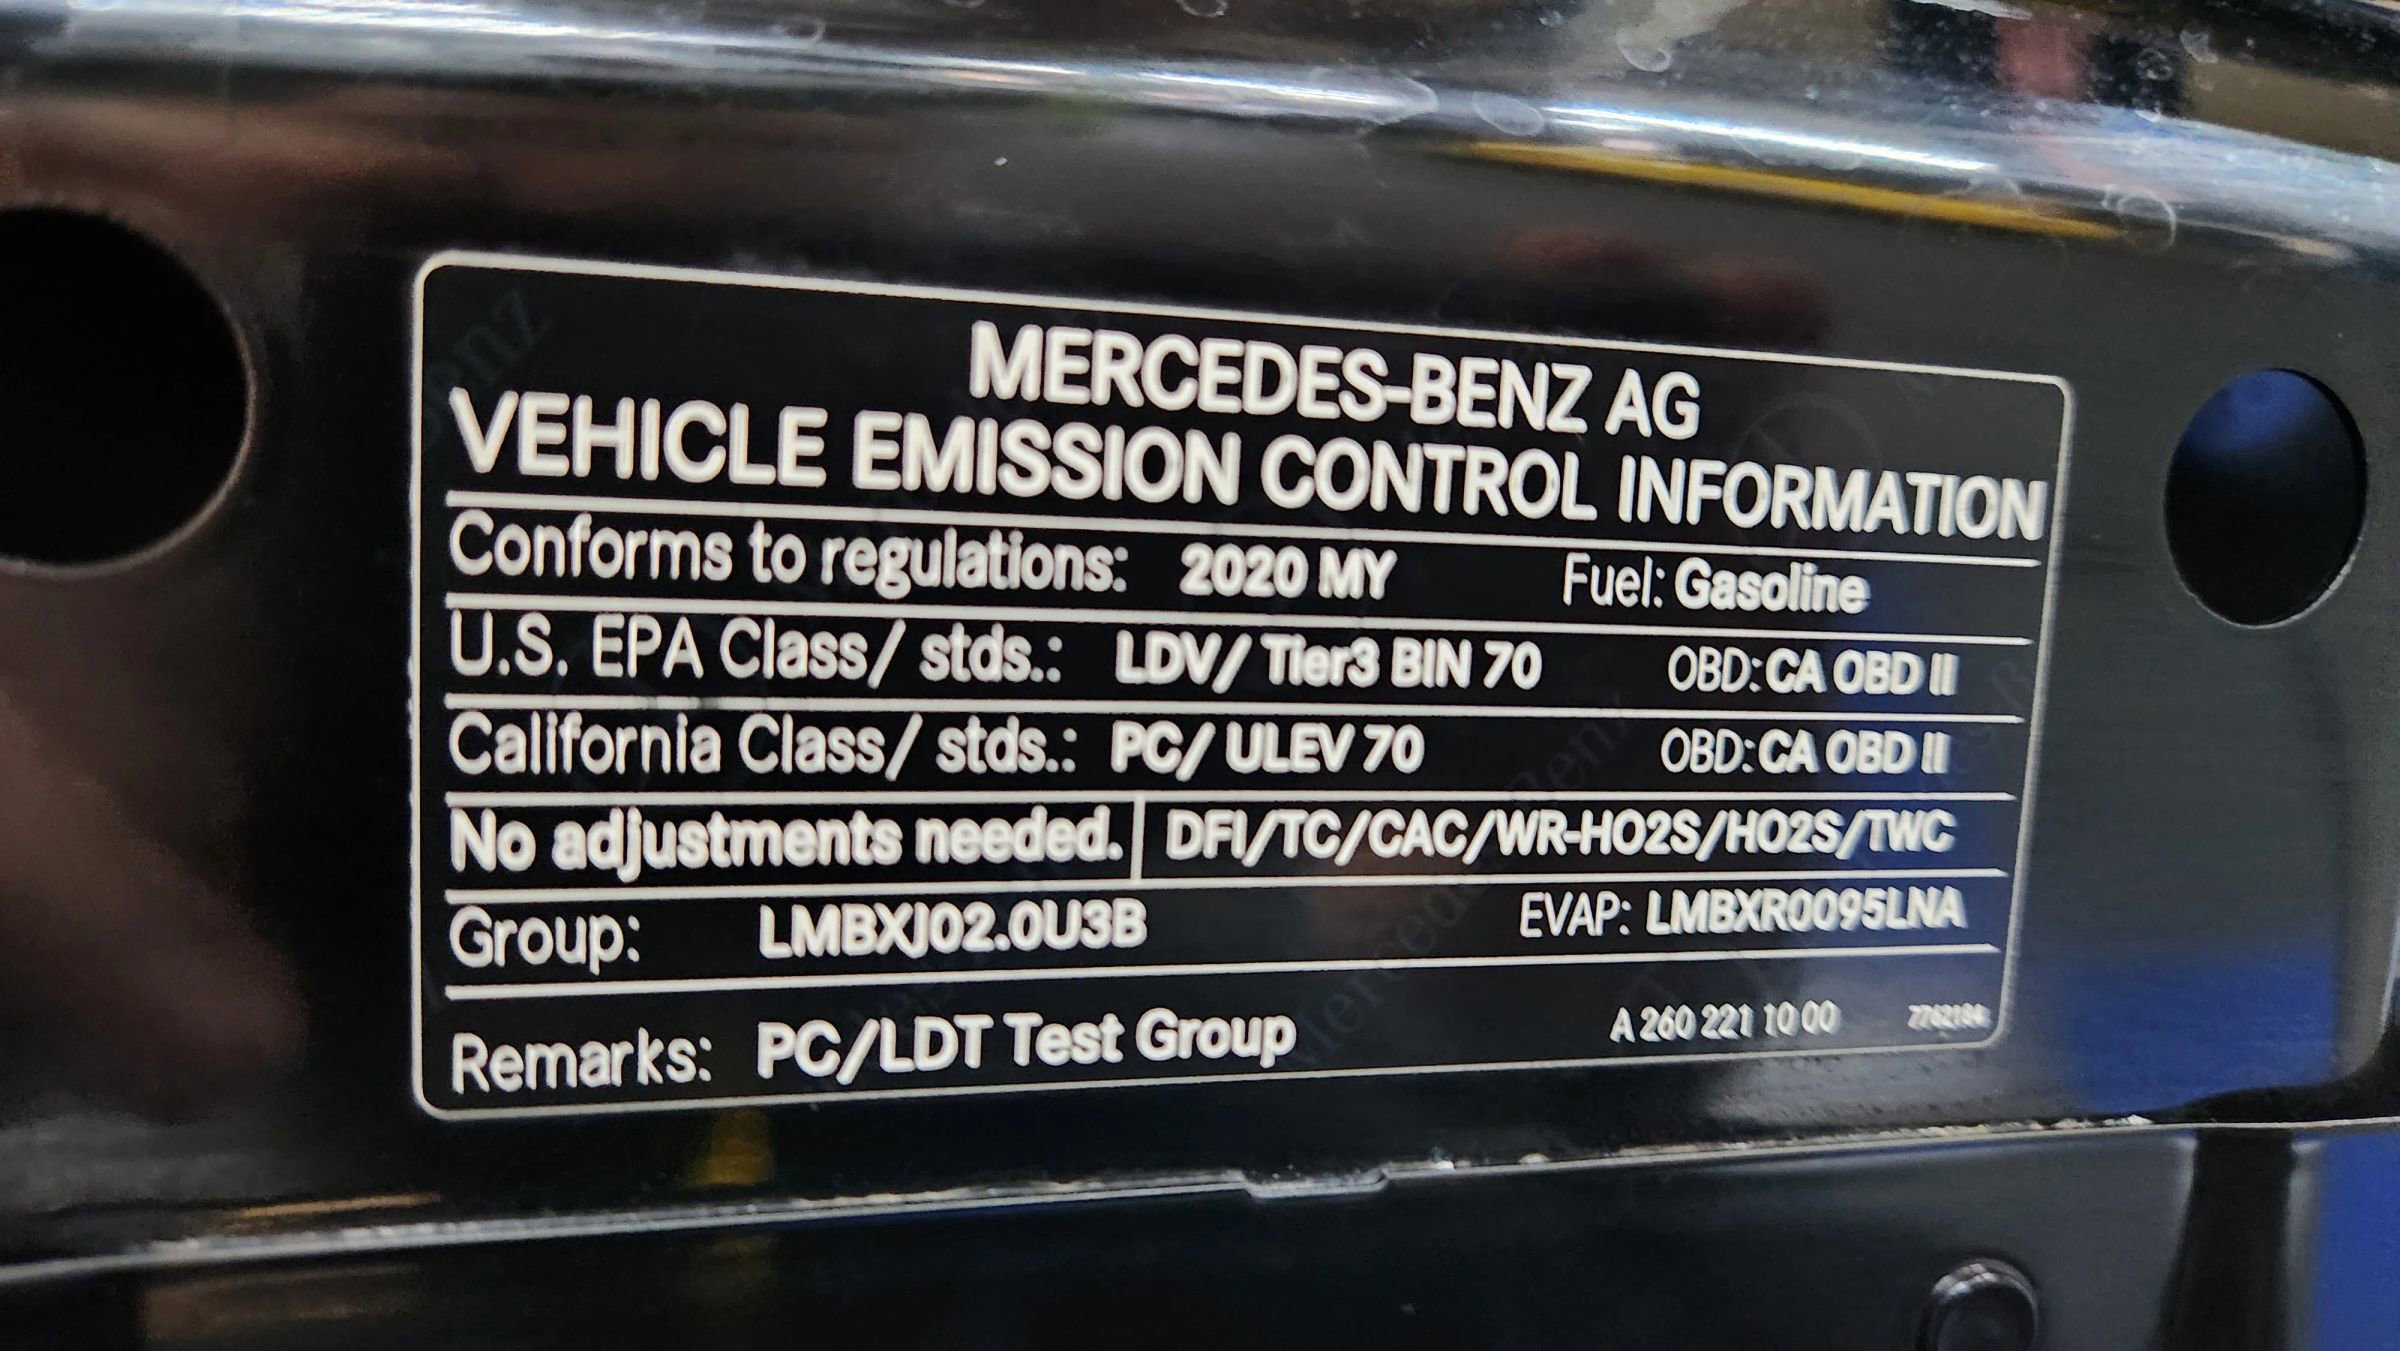 MERCEDES-BENZ AG
VEHICLE EMISSION CONTROL INFORMATION
Conforms to regulations: 2020 MY Fuel: Gasoline
U.S. EPA Class/ stds.: LDV/ Tier3 BIN 70 OBD: CA OBD II
California Class/ stds.: PC/ ULEV 70 OBD: CA OBD II
No adjustments needed. DFI/TC/CAC/WR-HO2S/HO2S/TWC
Group: LMBXJ02.0U3B EVAP: LMBXR0095LNA
Remarks: PC/LDT Test Group A 260 221 10 00